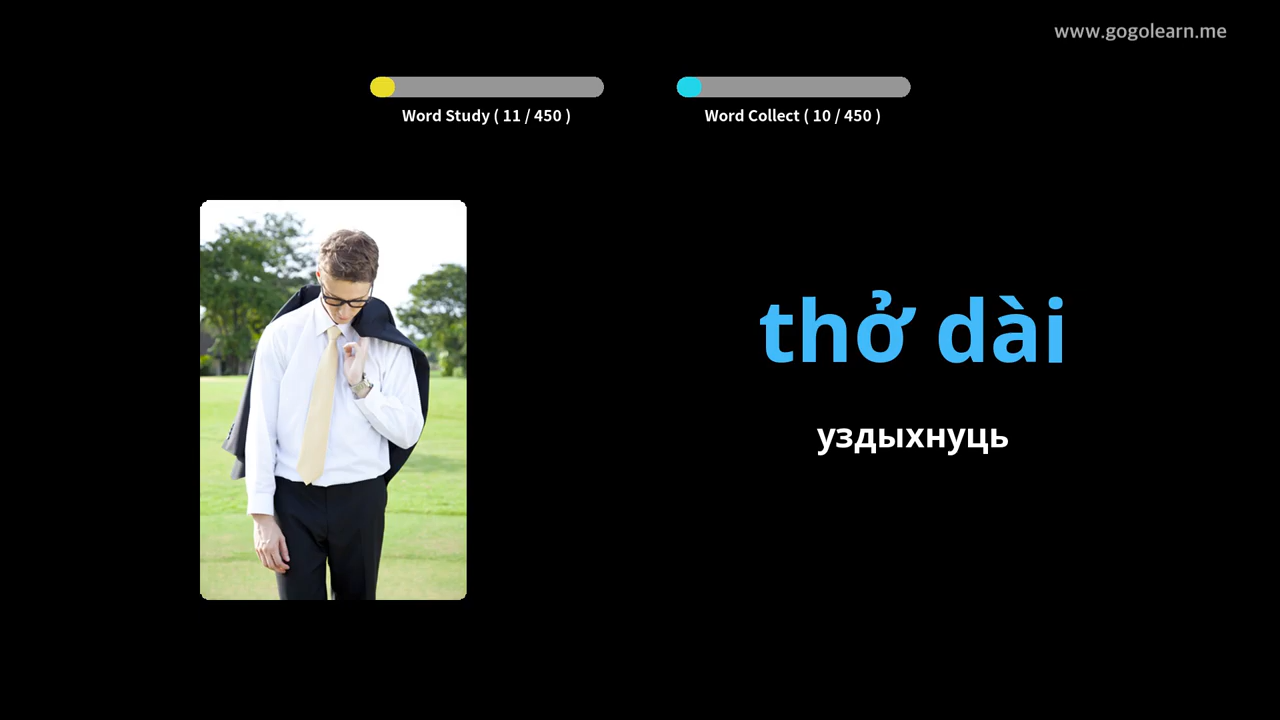 www.gogolearn.me
Word Study ( 11 / 450 )
Word Collect ( 10 / 450 )
thở dài
уздыхнуць